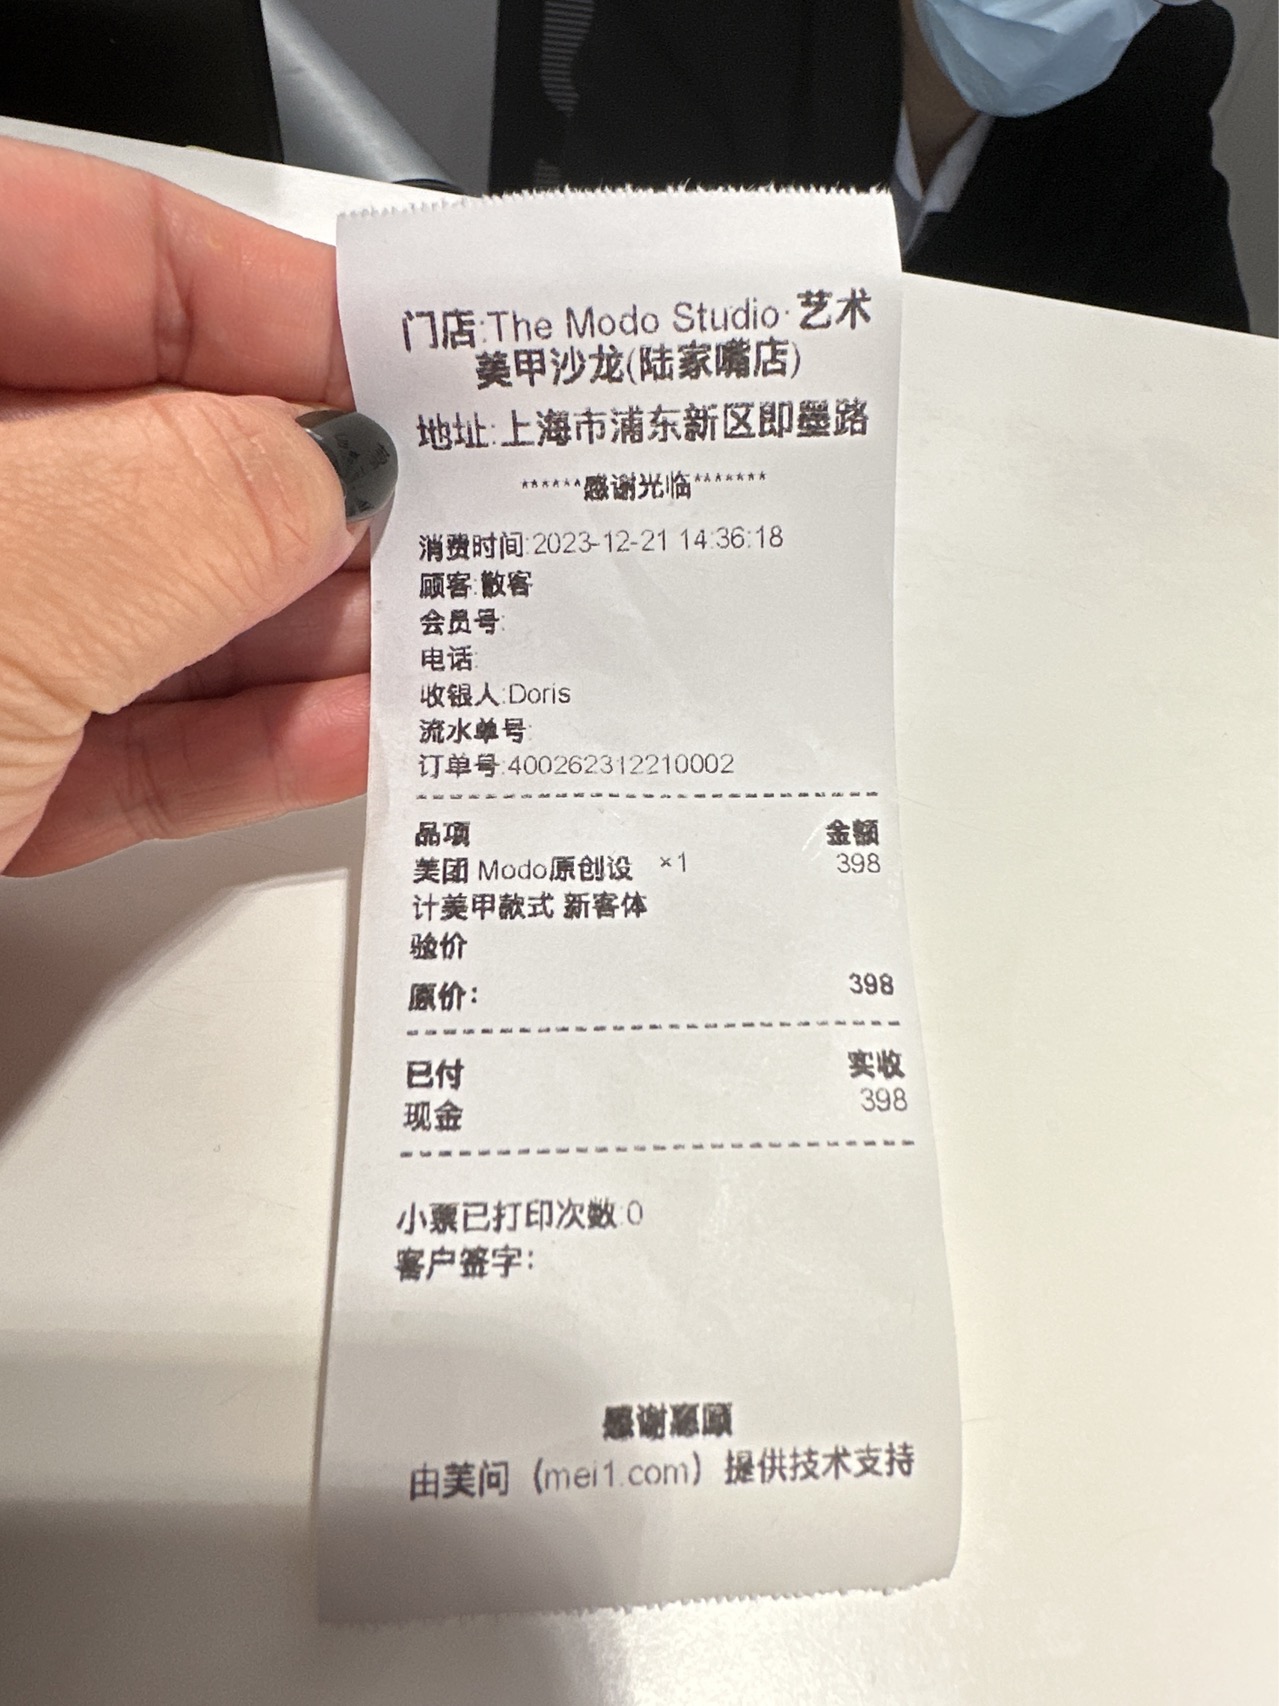 门店:The Modo Studio·艺术
美甲沙龙(陆家嘴店)
地址:上海市浦东新区即墨路
******感谢光临*******
消费时间:2023-12-21 14:36:18
顾客:散客
会员号:
电话:
收银人:Doris
流水单号:
订单号:400262312210002
品项 金额
美团 Modo原创设 ×1 398
计美甲款式 新客体
验价
原价: 398
已付 实收
现金 398
小票已打印次数:0
客户签字:
感谢惠顾
由美问（mei1.com）提供技术支持